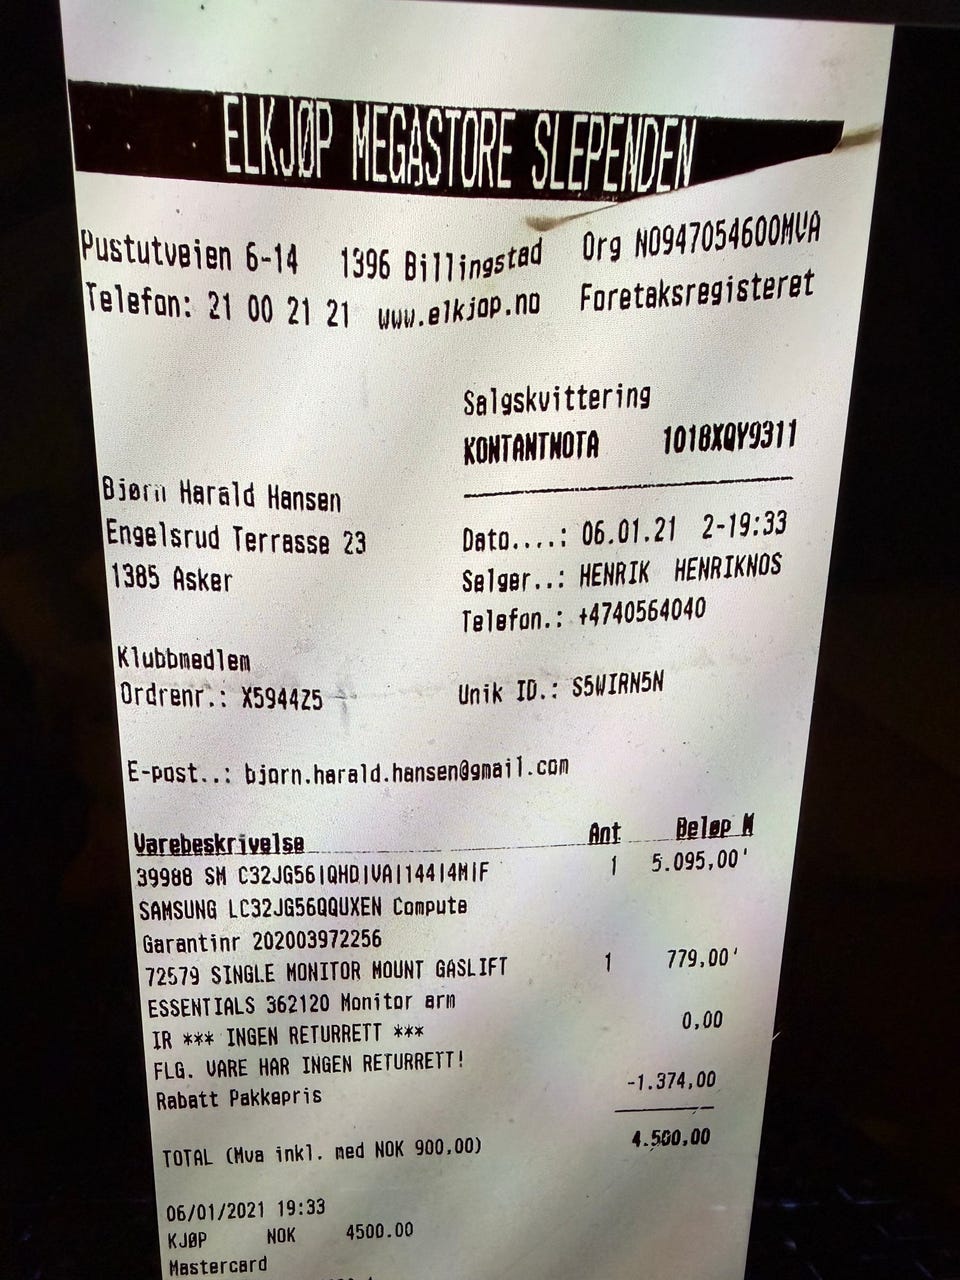 ELKJØP MEGASTORE SLEPENDEN
Pustutveien 6-14 1396 Billingstad Org NO947054600MVA
Telefon: 21 00 21 21 www.elkjop.no Foretaksregisteret
Salgskvittering
KONTANTNOTA 1018XQY9311
Bjørn Harald Hansen
Engelsrud Terrasse 23
1385 Asker
Dato....: 06.01.21 2-19:33
Selger..: HENRIK HENRIKNOS
Telefon.: +4740564040
Klubbmedlem
Ordrenr.: X594425 Unik ID.: S5WIRN5N
E-post..: bjorn.harald.hansen@gmail.com
Varebeskrivelse Ant Beløp M
39988 SM C32JG56|QHD|VA|144|4M|F 1 5.095,00'
SAMSUNG LC32JG56QQUXEN Compute
Garantinr 202003972256
72579 SINGLE MONITOR MOUNT GASLIFT 1 779,00'
ESSENTIALS 362120 Monitor arm
IR *** INGEN RETURRETT *** 0,00
FLG. VARE HAR INGEN RETURRETT!
Rabatt Pakkepris -1.374,00
TOTAL (Mva inkl. med NOK 900,00) 4.500,00
06/01/2021 19:33
KJØP NOK 4500.00
Mastercard